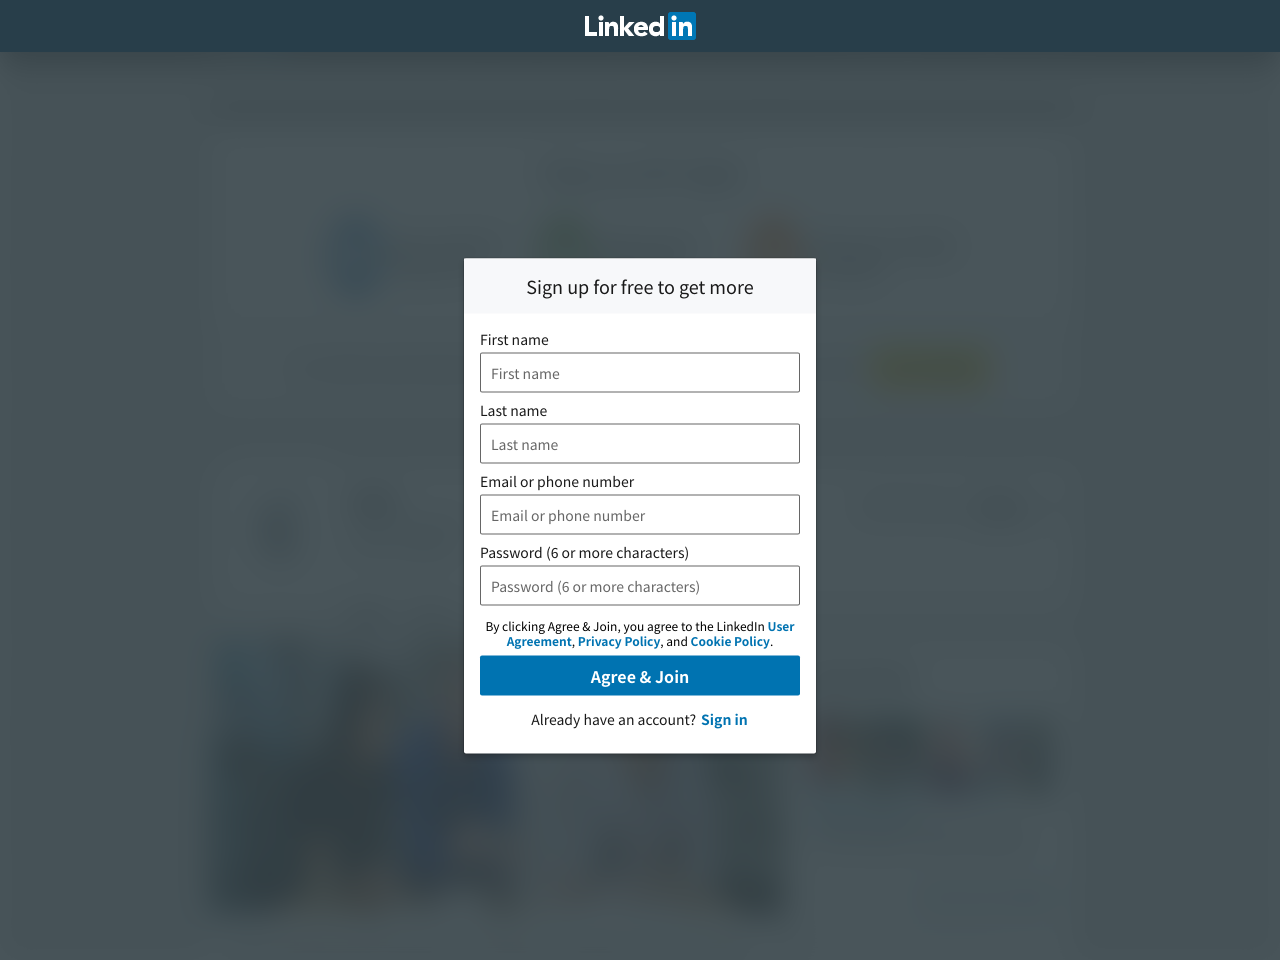 Linked in
Sign up for free to get more
First name
First name
Last name
Last name
Email or phone number
Email or phone number
Password (6 or more characters)
Password (6 or more characters)
By clicking Agree & Join, you agree to the LinkedIn User
Agreement, Privacy Policy, and Cookie Policy.
Agree & Join
Already have an account? Sign in